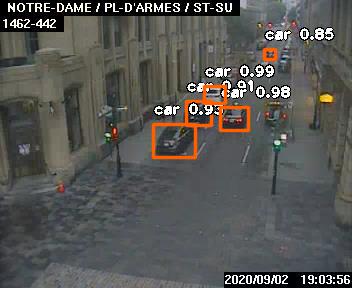 NOTRE-DAME / PL-D'ARMES / ST-SU
1462-442
car 0.85
car 0.99
car 0.91
car 0.98
car 0.93
2020/09/02 19:03:56